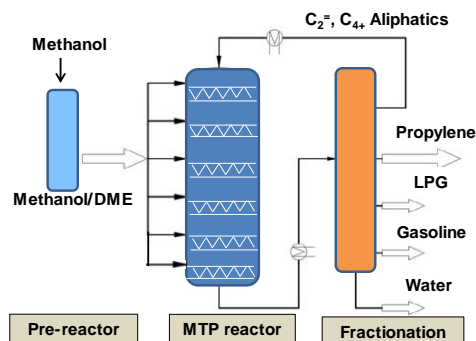 C₂⁼, C₄₊ Aliphatics
Methanol
Propylene
LPG
Methanol/DME
Gasoline
Water
Pre-reactor
MTP reactor
Fractionation